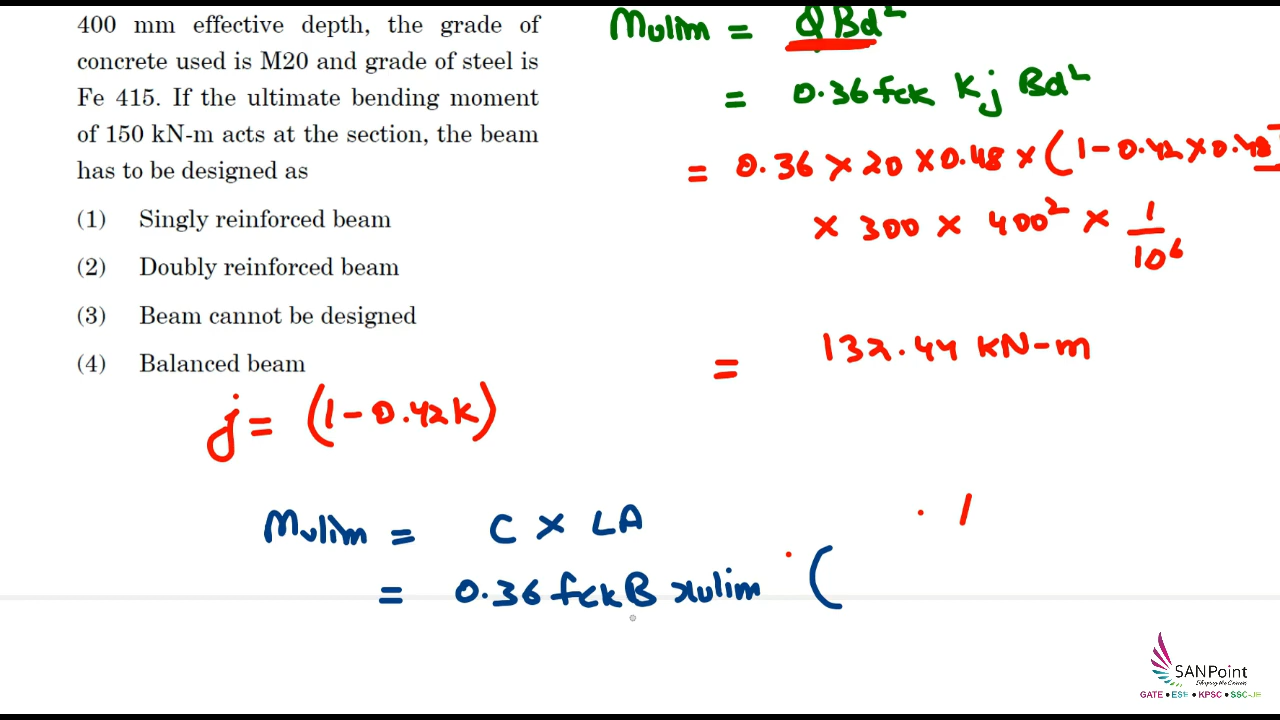 400 mm effective depth, the grade of
concrete used is M20 and grade of steel is
Fe 415. If the ultimate bending moment
of 150 kN-m acts at the section, the beam
has to be designed as
(1) Singly reinforced beam
(2) Doubly reinforced beam
(3) Beam cannot be designed
(4) Balanced beam
j = (1-0.42k)
Mulim = QBd²
= 0.36 fck Kj Bd²
= 0.36 × 20 × 0.48 × (1-0.42×0.48)
× 300 × 400² × 1/10⁶
= 132.44 kN-m
Mulim = C × LA
= 0.36 fck B xulim (
SANPoint
GATE • ESE • KPSC • SSC-JE